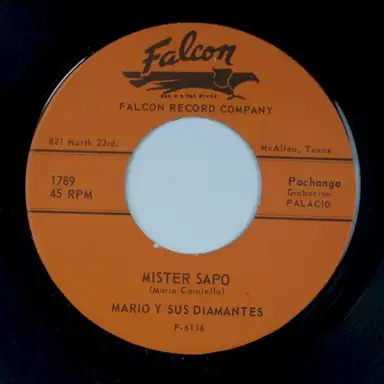 Falcon
FALCON RECORD COMPANY
821 North 23rd.
McAllen, Texas
1789
45 RPM
Pachanga
Grabacion
PALACIO
MISTER SAPO
(Mario
MARIO Y SUS DIAMANTES
F-6116